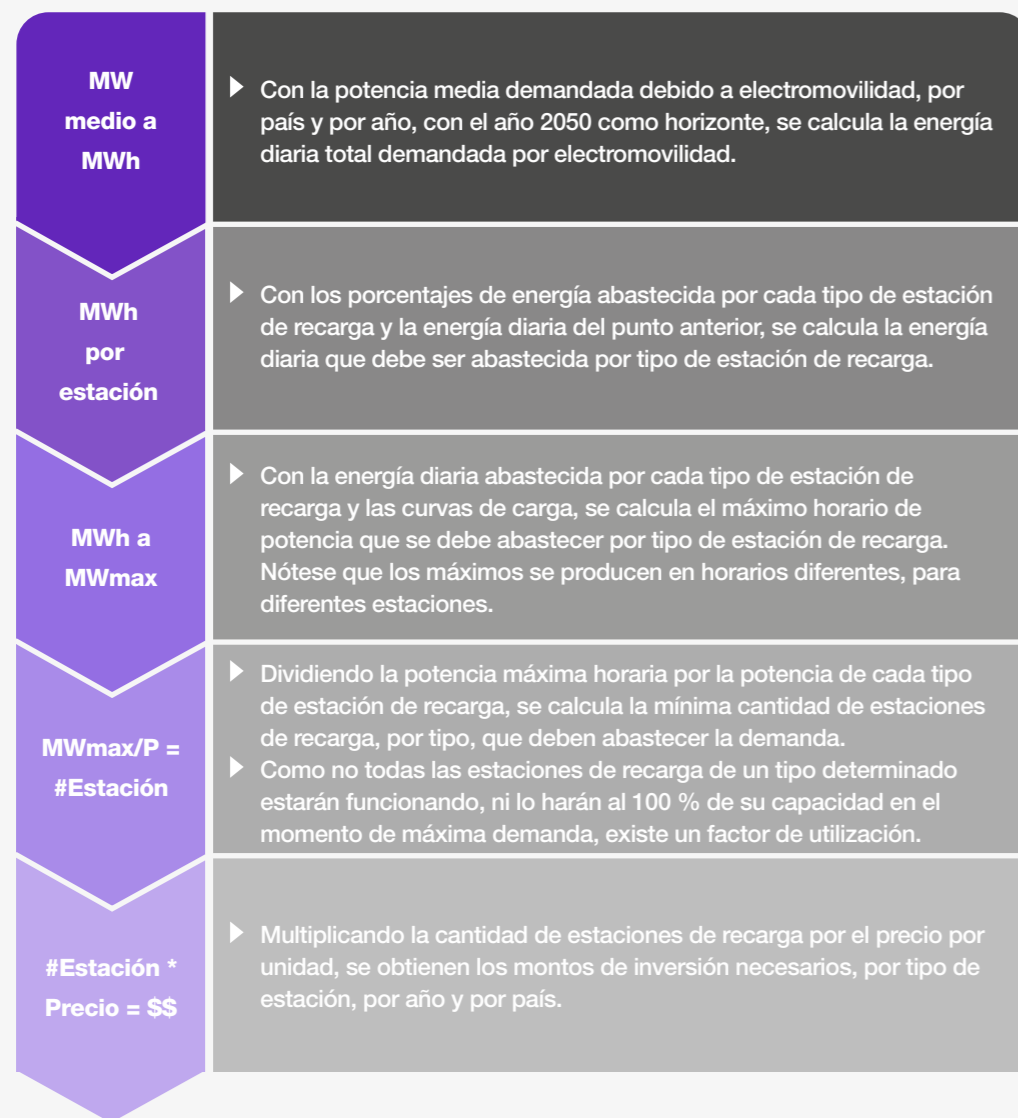 MW
medio a
MWh
Con la potencia media demandada debido a electromovilidad, por
país y por año, con el año 2050 como horizonte, se calcula la energía
diaria total demandada por electromovilidad.
MWh
por
estación
Con los porcentajes de energía abastecida por cada tipo de estación
de recarga y la energía diaria del punto anterior, se calcula la energía
diaria que debe ser abastecida por tipo de estación de recarga.
MWh a
MWmax
Con la energía diaria abastecida por cada tipo de estación de
recarga y las curvas de carga, se calcula el máximo horario de
potencia que se debe abastecer por tipo de estación de recarga.
Nótese que los máximos se producen en horarios diferentes, para
diferentes estaciones.
MWmax/P =
#Estación
Dividiendo la potencia máxima horaria por la potencia de cada tipo
de estación de recarga, se calcula la mínima cantidad de estaciones
de recarga, por tipo, que deben abastecer la demanda.
Como no todas las estaciones de recarga de un tipo determinado
estarán funcionando, ni lo harán al 100 % de su capacidad en el
momento de máxima demanda, existe un factor de utilización.
#Estación *
Precio = $$
Multiplicando la cantidad de estaciones de recarga por el precio por
unidad, se obtienen los montos de inversión necesarios, por tipo de
estación, por año y por país.